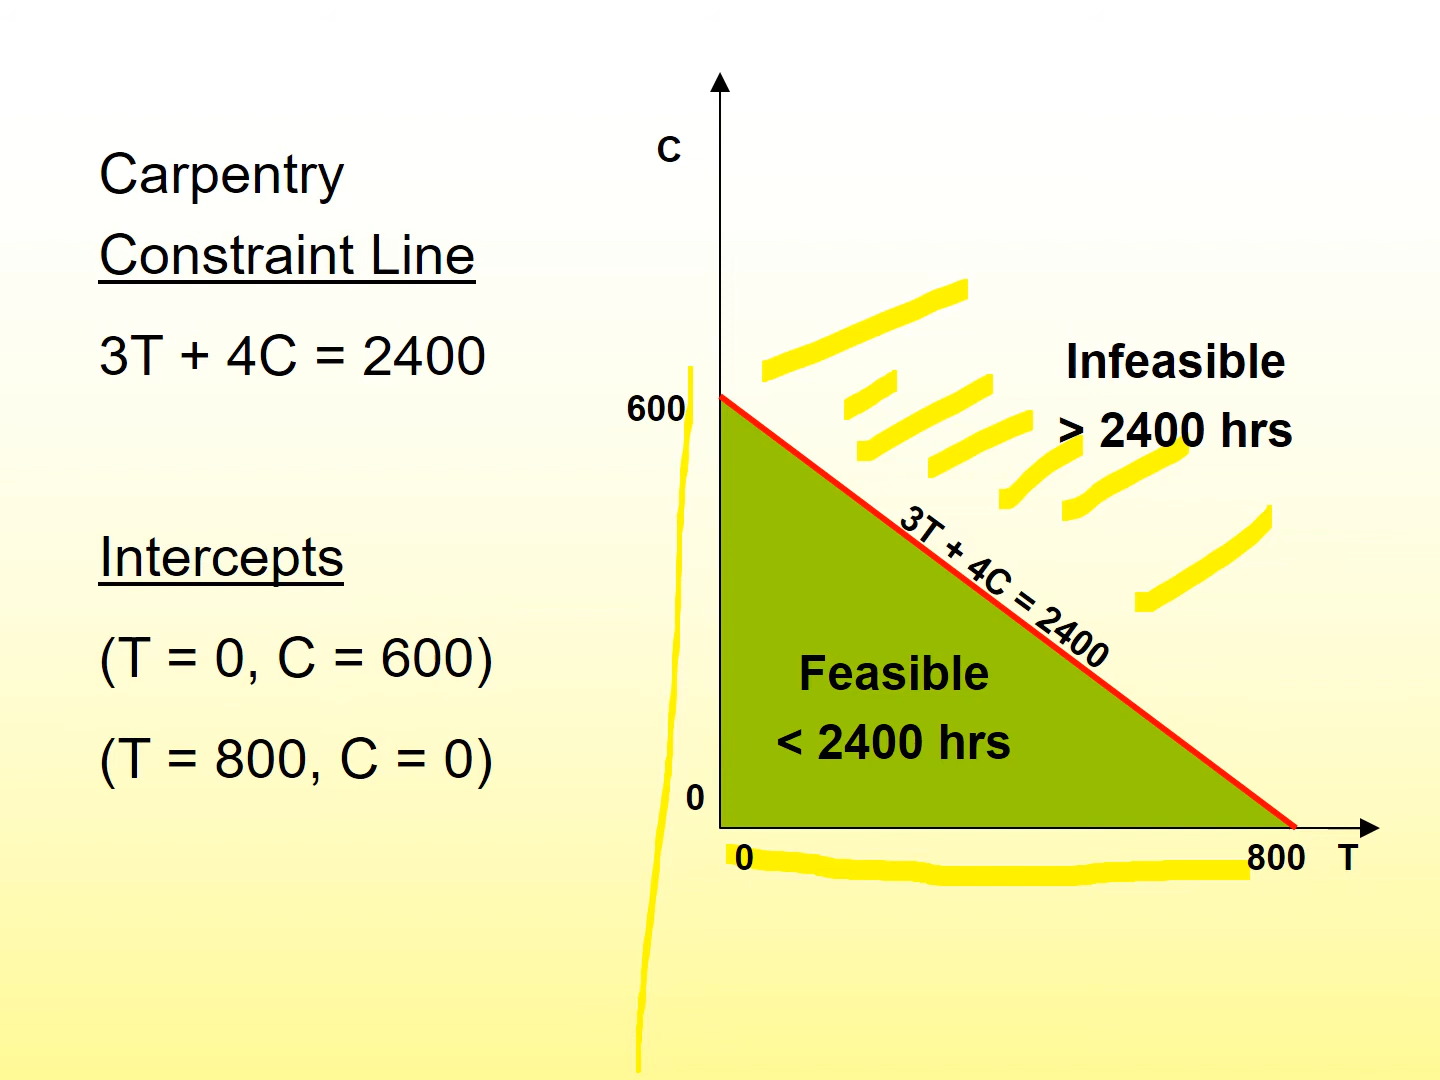 Carpentry
Constraint Line
3T + 4C = 2400
Intercepts
(T = 0, C = 600)
(T = 800, C = 0)
C
Infeasible
> 2400 hrs
600
3T + 4C = 2400
Feasible
< 2400 hrs
0
0
800
T